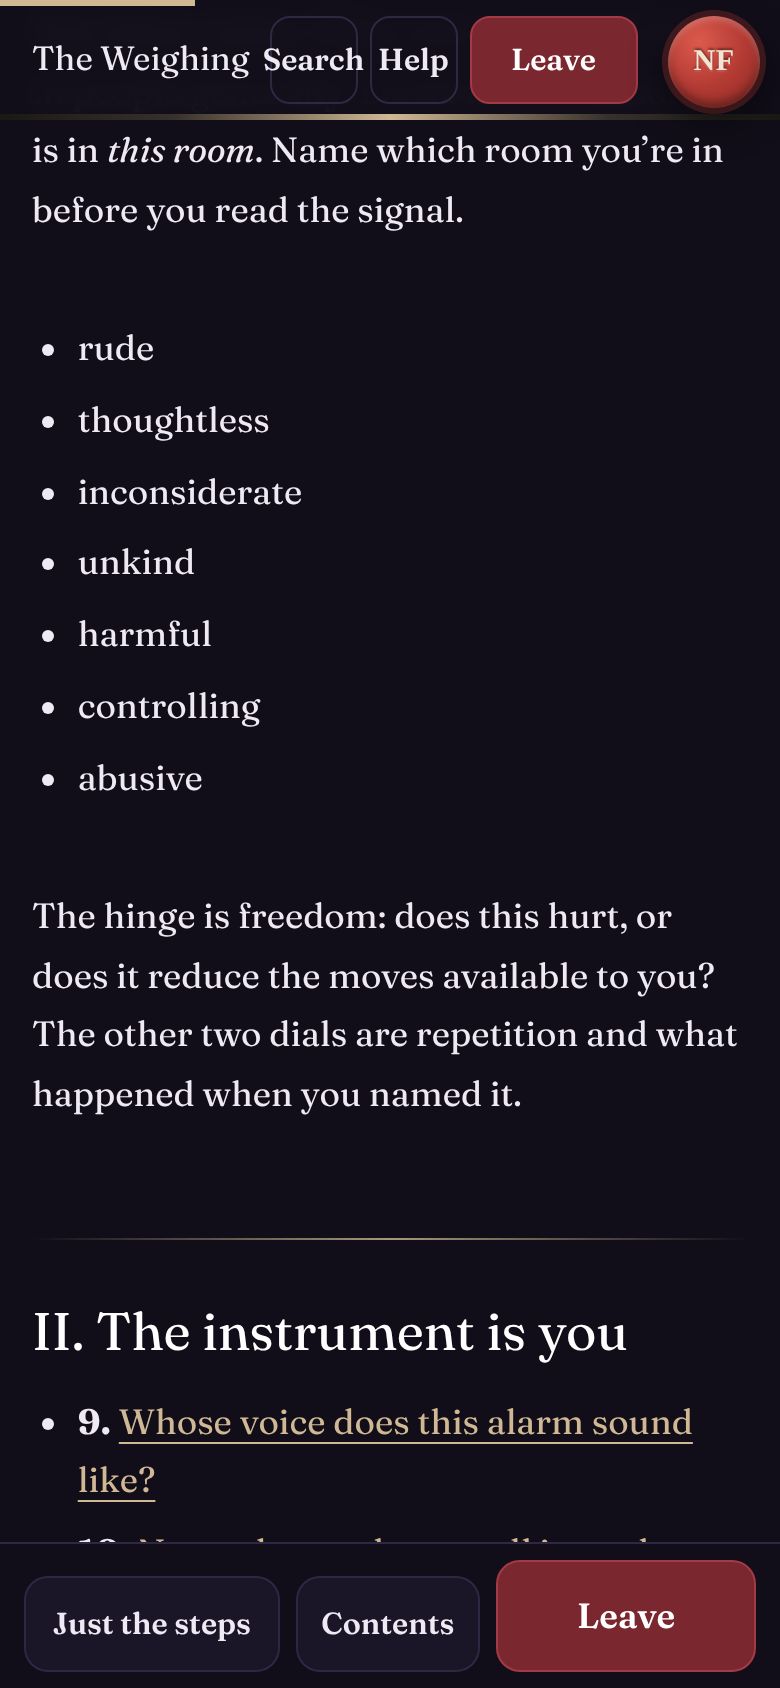 The Weighing Search Help Leave NF
is in this room. Name which room you’re in
before you read the signal.
rude
thoughtless
inconsiderate
unkind
harmful
controlling
abusive
The hinge is freedom: does this hurt, or
does it reduce the moves available to you?
The other two dials are repetition and what
happened when you named it.
II. The instrument is you
9. Whose voice does this alarm sound
like?
Just the steps Contents Leave